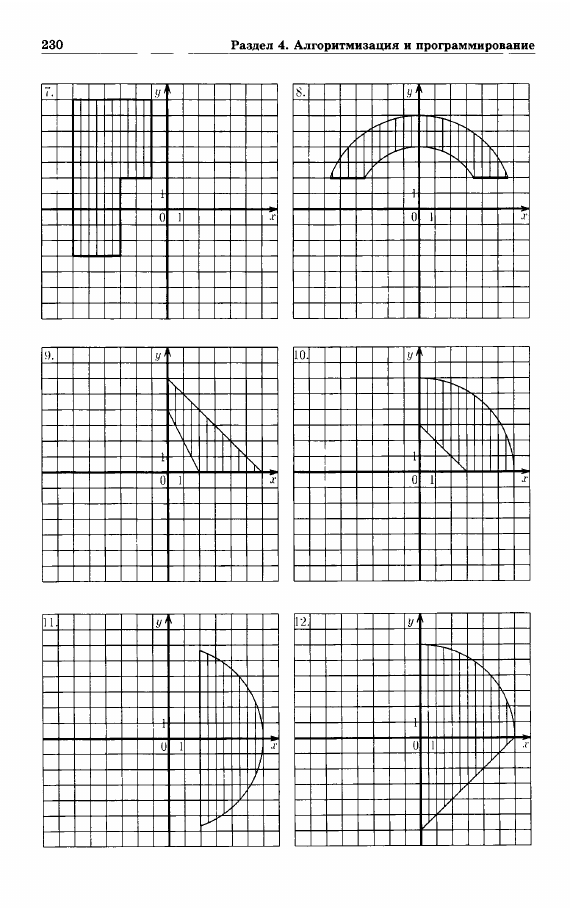 230 Раздел 4. Алгоритмизация и программирование
7. y 1 0 1 x
8. y 1 0 1 x
9. y 1 0 1 x
10. y 1 0 1 x
11. y 1 0 1 x
12. y 1 0 1 x